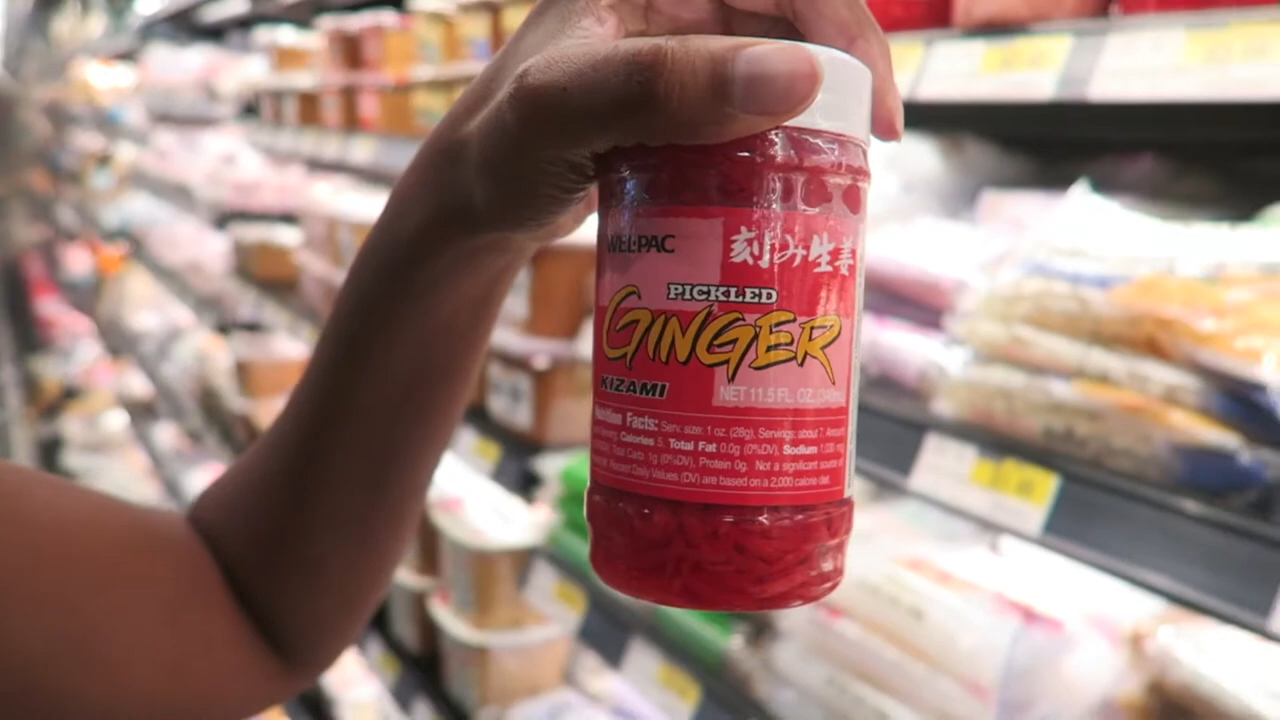 WEL-PAC
刻み生姜
PICKLED
GINGER
KIZAMI
NET 11.5 FL. OZ. (340
Nutrition Facts: Serv. size: 1 oz. (28g), Servings: about 7, Amount
Calories 5, Total Fat 0.0g (0%DV), Sodium
Total Carb 1g (0%DV), Protein 0g. Not a significant source of
Percent Daily Values (DV) are based on a 2,000 calorie diet.